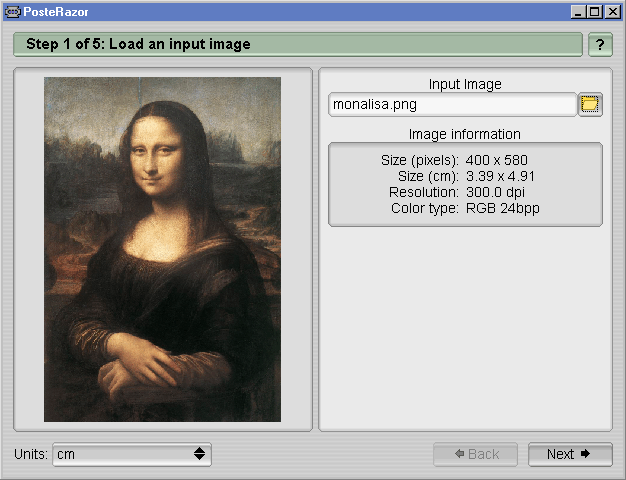 PosteRazor
Step 1 of 5: Load an input image
?
Input Image
monalisa.png
Image information
Size (pixels): 400 x 580
Size (cm): 3.39 x 4.91
Resolution: 300.0 dpi
Color type: RGB 24bpp
Units: cm
Back
Next